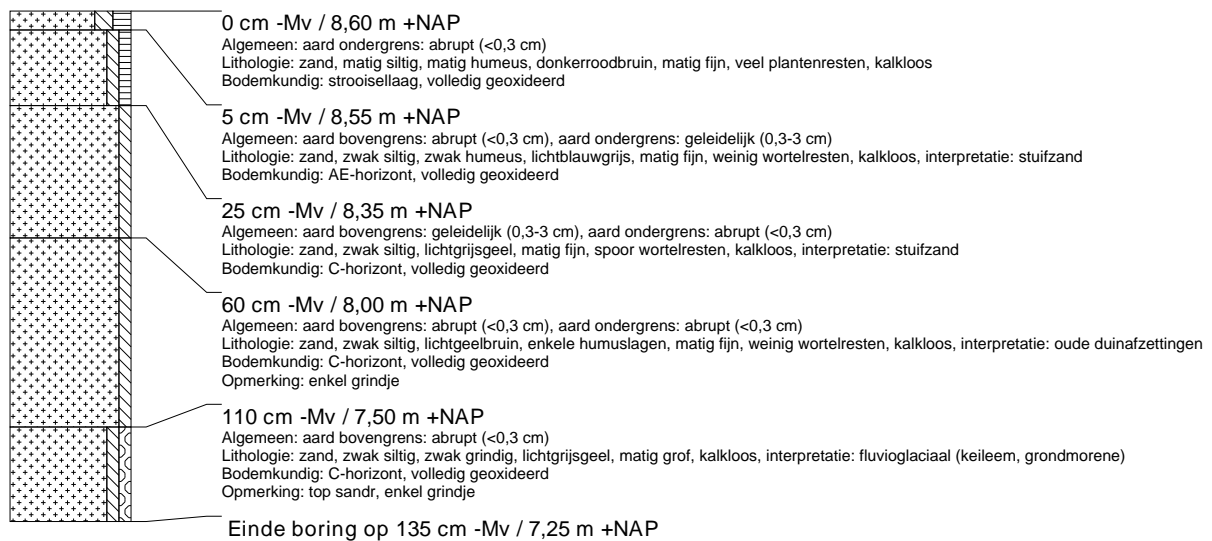 0 cm -Mv / 8,60 m +NAP
Algemeen: aard ondergrens: abrupt (<0,3 cm)
Lithologie: zand, matig siltig, matig humeus, donkerroodbruin, matig fijn, veel plantenresten, kalkloos
Bodemkundig: strooisellaag, volledig geoxideerd
5 cm -Mv / 8,55 m +NAP
Algemeen: aard bovengrens: abrupt (<0,3 cm), aard ondergrens: geleidelijk (0,3-3 cm)
Lithologie: zand, zwak siltig, zwak humeus, lichtblauwgrijs, matig fijn, weinig wortelresten, kalkloos, interpretatie: stuifzand
Bodemkundig: AE-horizont, volledig geoxideerd
25 cm -Mv / 8,35 m +NAP
Algemeen: aard bovengrens: geleidelijk (0,3-3 cm), aard ondergrens: abrupt (<0,3 cm)
Lithologie: zand, zwak siltig, lichtgrijsgeel, matig fijn, spoor wortelresten, kalkloos, interpretatie: stuifzand
Bodemkundig: C-horizont, volledig geoxideerd
60 cm -Mv / 8,00 m +NAP
Algemeen: aard bovengrens: abrupt (<0,3 cm), aard ondergrens: abrupt (<0,3 cm)
Lithologie: zand, zwak siltig, lichtgeelbruin, enkele humuslagen, matig fijn, weinig wortelresten, kalkloos, interpretatie: oude duinafzettingen
Bodemkundig: C-horizont, volledig geoxideerd
Opmerking: enkel grindje
110 cm -Mv / 7,50 m +NAP
Algemeen: aard bovengrens: abrupt (<0,3 cm)
Lithologie: zand, zwak siltig, zwak grindig, lichtgrijsgeel, matig grof, kalkloos, interpretatie: fluvioglaciaal (keileem, grondmorene)
Bodemkundig: C-horizont, volledig geoxideerd
Opmerking: top sandr, enkel grindje
Einde boring op 135 cm -Mv / 7,25 m +NAP